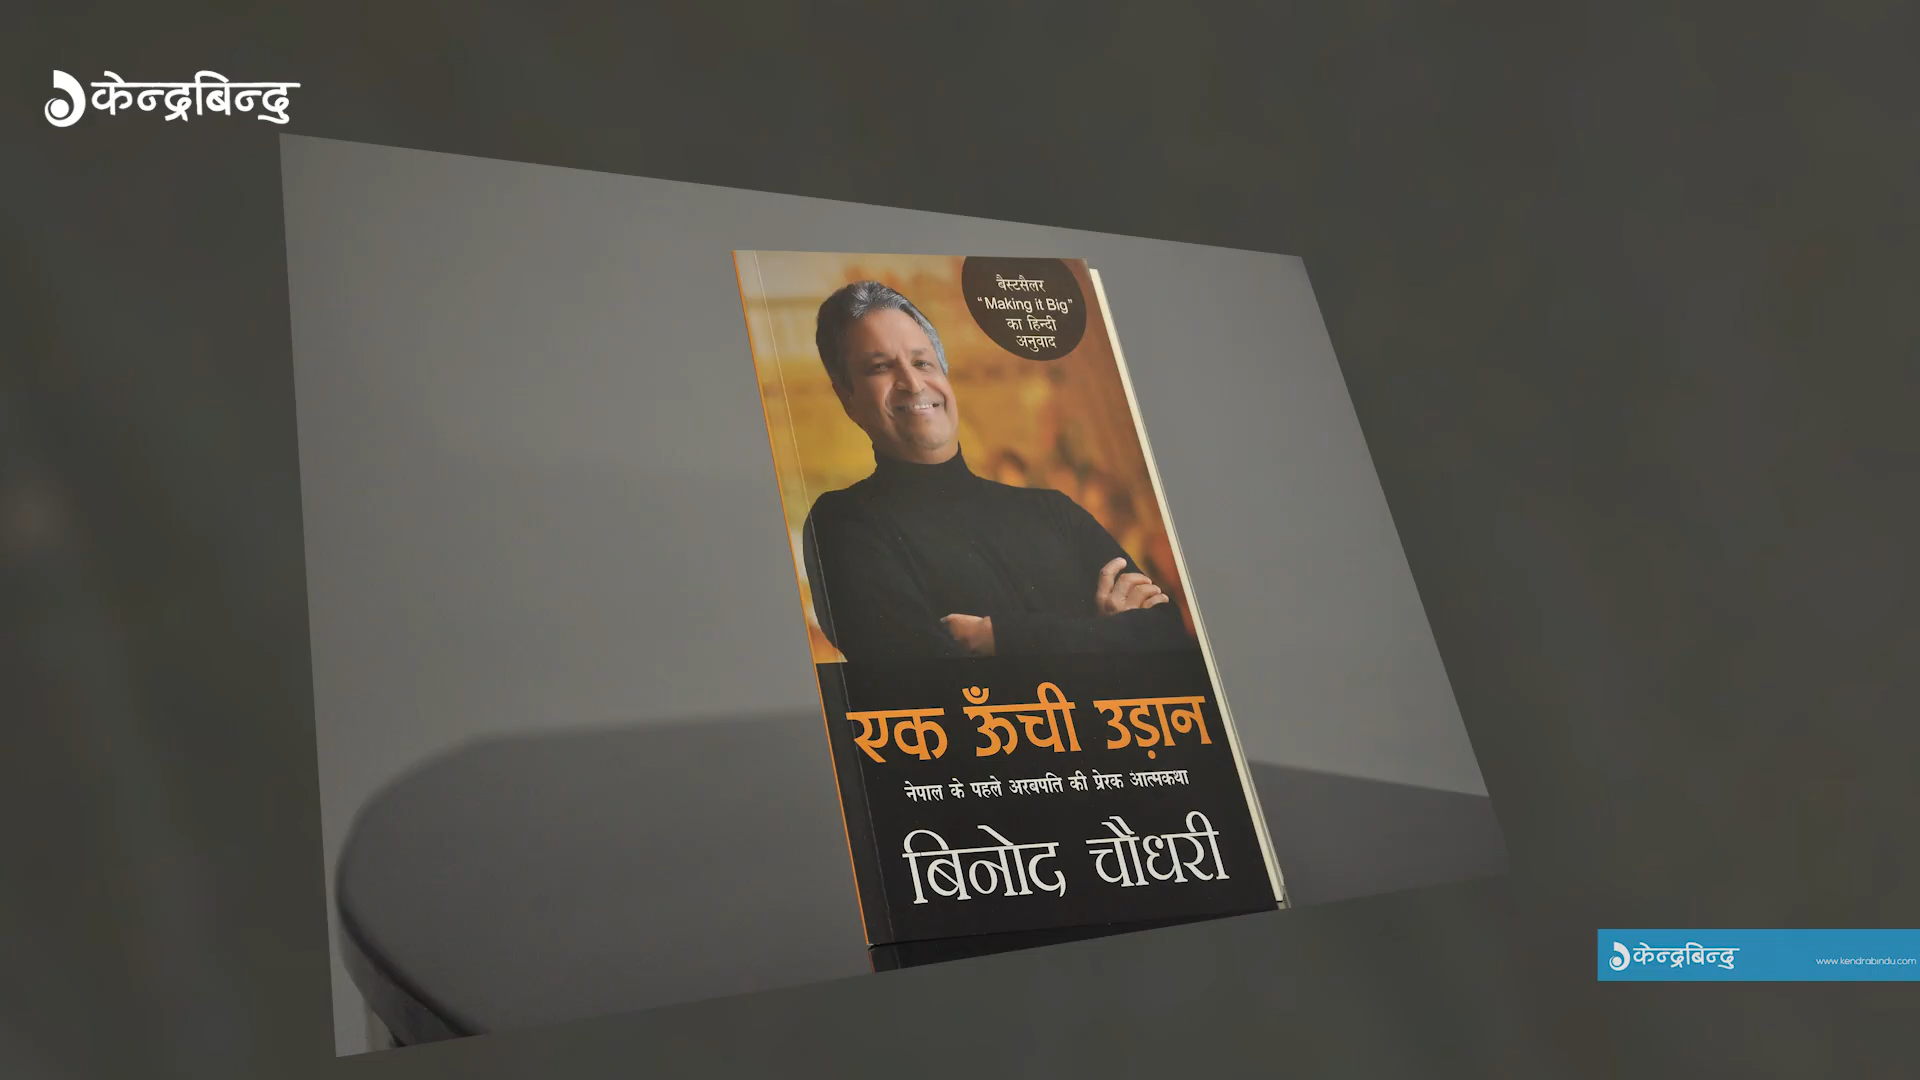 केन्द्रबिन्दु
बैस्टसैलर
“Making it Big”
का हिन्दी
अनुवाद
एक ऊँची उड़ान
नेपाल के पहले अरबपति की प्रेरक आत्मकथा
बिनोद चौधरी
केन्द्रबिन्दु
www.kendrabindu.com